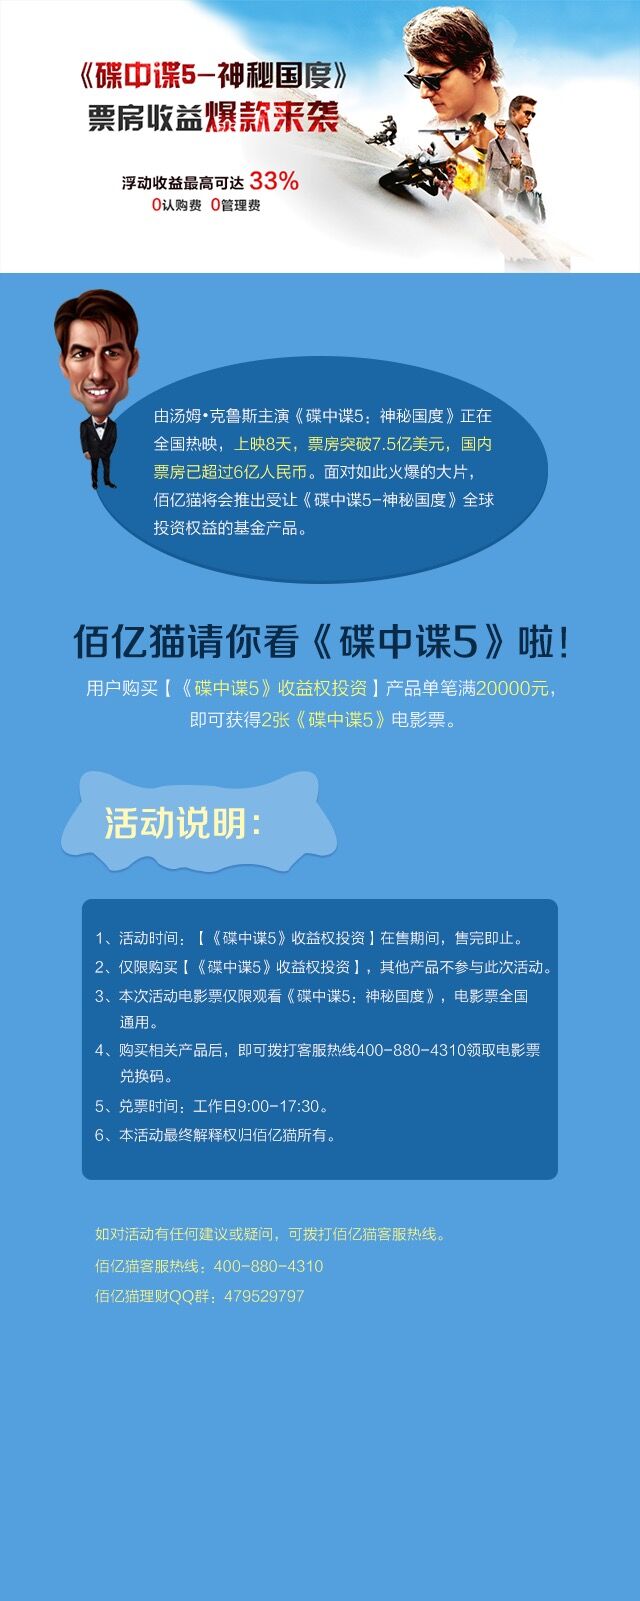 《碟中谍5-神秘国度》
票房收益爆款来袭
浮动收益最高可达 33%
0认购费 0管理费
由汤姆•克鲁斯主演《碟中谍5：神秘国度》正在
全国热映，上映8天，票房突破7.5亿美元，国内
票房已超过6亿人民币。面对如此火爆的大片，
佰亿猫将会推出受让《碟中谍5-神秘国度》全球
投资权益的基金产品。
佰亿猫请你看《碟中谍5》啦！
用户购买【《碟中谍5》收益权投资】产品单笔满20000元，
即可获得2张《碟中谍5》电影票。
活动说明：
1、活动时间：【《碟中谍5》收益权投资】在售期间，售完即止。
2、仅限购买【《碟中谍5》收益权投资】，其他产品不参与此次活动。
3、本次活动电影票仅限观看《碟中谍5：神秘国度》，电影票全国
通用。
4、购买相关产品后，即可拨打客服热线400-880-4310领取电影票
兑换码。
5、兑票时间：工作日9:00-17:30。
6、本活动最终解释权归佰亿猫所有。
如对活动有任何建议或疑问，可拨打佰亿猫客服热线。
佰亿猫客服热线：400-880-4310
佰亿猫理财QQ群：479529797